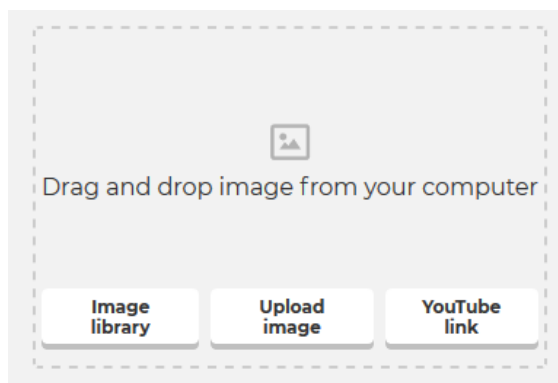 Drag and drop image from your computer
Image
library
Upload
image
YouTube
link